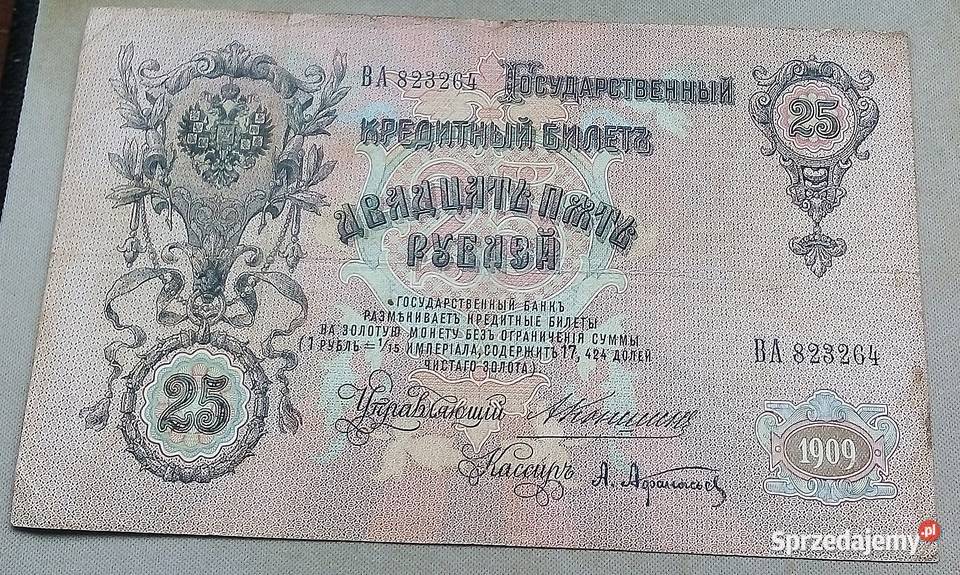 ВА 823264 Государственный
25
Кредитный Билетъ
Двадцать пять
рублей
Государственный банкъ
размѣниваетъ кредитные билеты
на золотую монету безъ ограниченія суммы
(1 рубль = 1/15 имперіала, содержитъ 17, 424 долей
чистаго золота)
ВА 823264
25
Управляющій
1909
Кассиръ А. Афанасьев
Sprzedajemy.pl